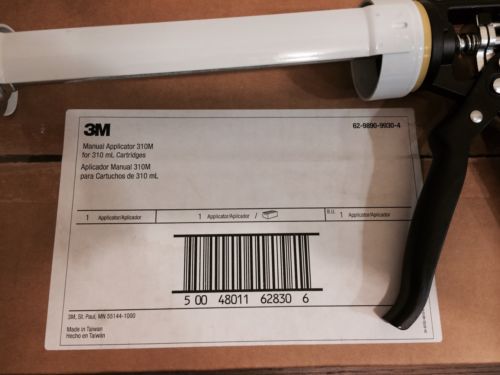 3M
62-9890-9930-4
Manual Applicator 310M
for 310 mL Cartridges
Aplicador Manual 310M
para Cartuchos de 310 mL
1 Applicator/Aplicador 1 Applicator/Aplicador / R.U. 1 Applicator/Aplicador
5 00 48011 62830 6
3M, St. Paul, MN 55144-1000
Made in Taiwan
Hecho en Taiwán